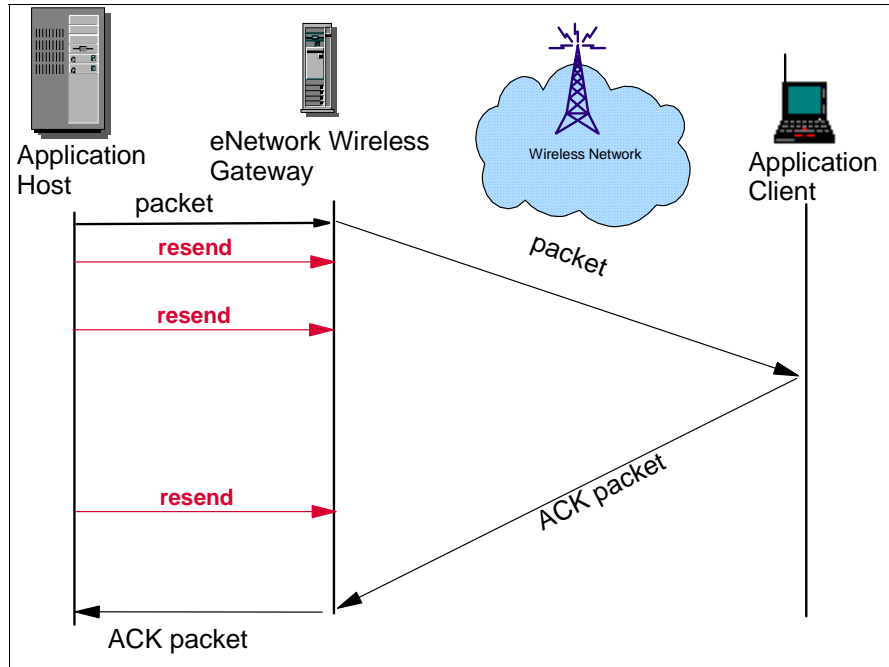 Application
Host
eNetwork Wireless
Gateway
Wireless Network
Application
Client
packet
resend
packet
resend
ACK packet
resend
ACK packet